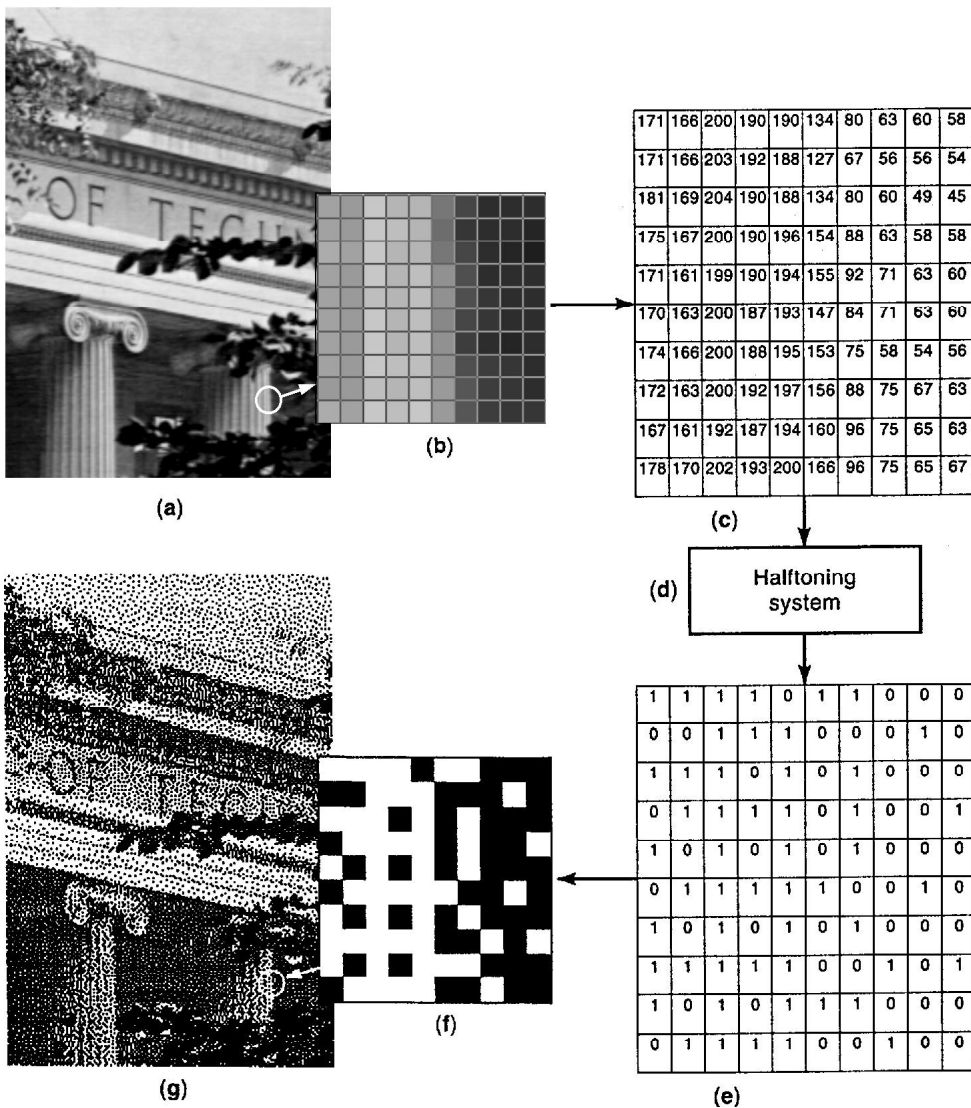 OF TECHN
(a)
(b)
171 166 200 190 190 134 80 63 60 58
171 166 203 192 188 127 67 56 56 54
181 169 204 190 188 134 80 60 49 45
175 167 200 190 196 154 88 63 58 58
171 161 199 190 194 155 92 71 63 60
170 163 200 187 193 147 84 71 63 60
174 166 200 188 195 153 75 58 54 56
172 163 200 192 197 156 88 75 67 63
167 161 192 187 194 160 96 75 65 63
178 170 202 193 200 166 96 75 65 67
(c)
(d)
Halftoning
system
1 1 1 1 0 1 1 0 0 0
0 0 1 1 1 0 0 0 1 0
1 1 1 0 1 0 1 0 0 0
0 1 1 1 1 0 1 0 0 1
1 0 1 0 1 0 1 0 0 0
0 1 1 1 1 1 0 0 1 0
1 0 1 0 1 0 0 0 0 0
1 1 1 1 1 0 0 1 0 1
1 0 1 0 1 1 1 0 0 0
0 1 1 1 1 0 0 1 0 0
(e)
(f)
OF TECH
(g)